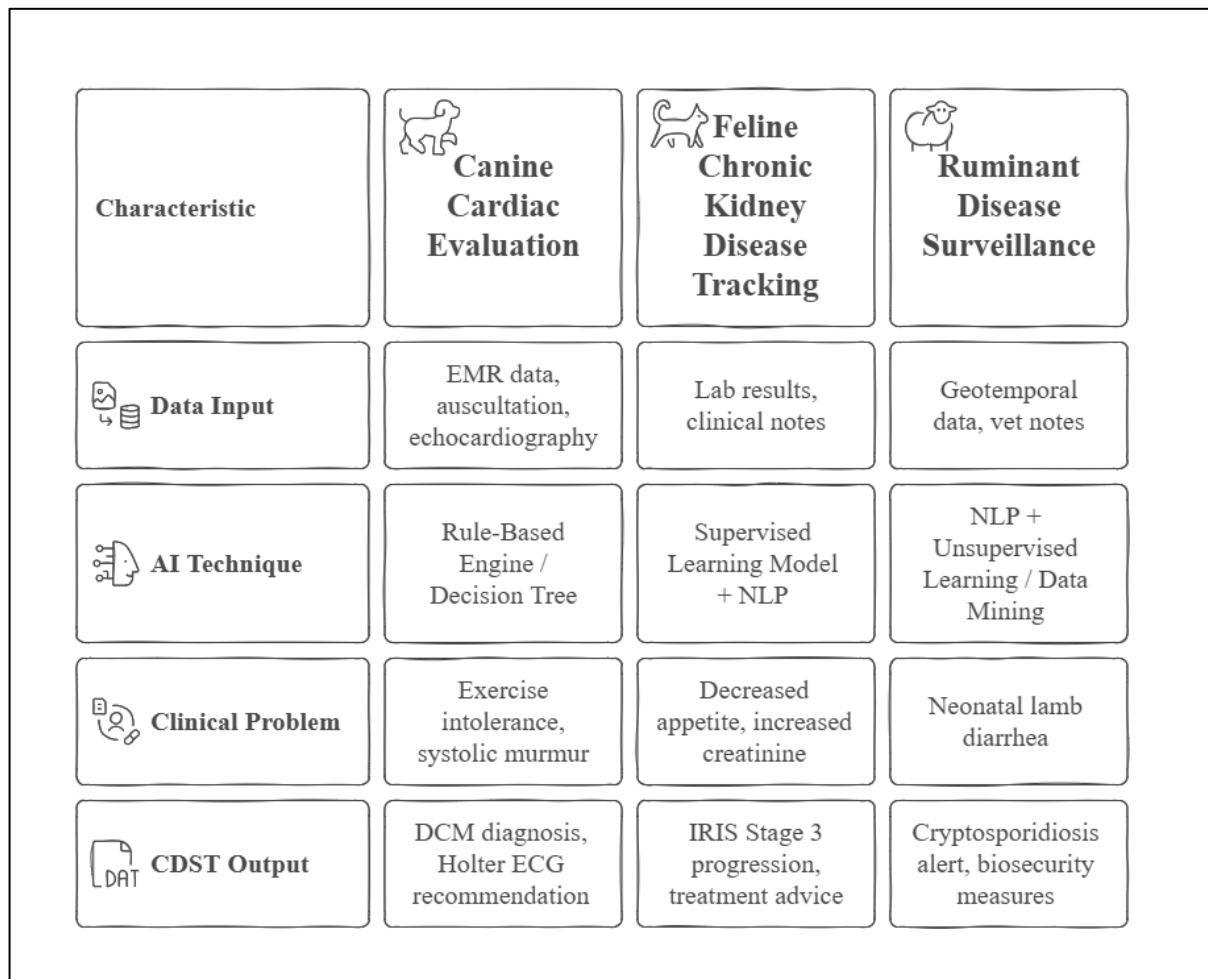 Characteristic
Canine
Cardiac
Evaluation
Feline
Chronic
Kidney
Disease
Tracking
Ruminant
Disease
Surveillance
Data Input
EMR data,
auscultation,
echocardiography
Lab results,
clinical notes
Geotemporal
data, vet notes
AI Technique
Rule-Based
Engine /
Decision Tree
Supervised
Learning Model
+ NLP
NLP +
Unsupervised
Learning / Data
Mining
Clinical Problem
Exercise
intolerance,
systolic murmur
Decreased
appetite, increased
creatinine
Neonatal lamb
diarrhea
DAT
CDST Output
DCM diagnosis,
Holter ECG
recommendation
IRIS Stage 3
progression,
treatment advice
Cryptosporidiosis
alert, biosecurity
measures